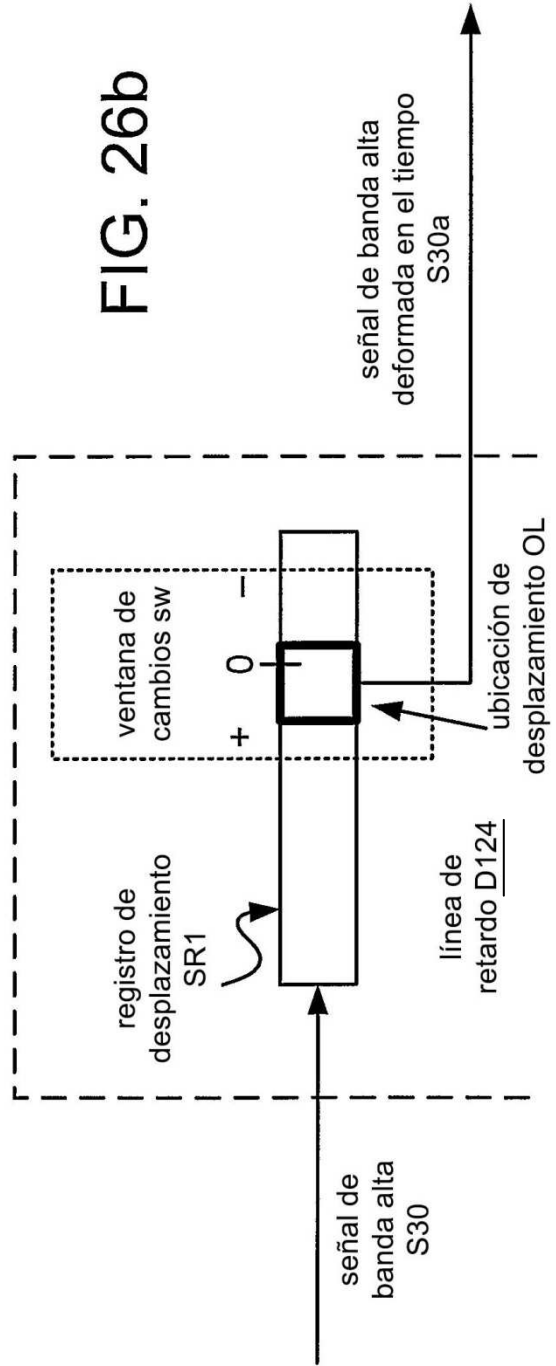 FIG. 26b
señal de
banda alta
S30
registro de
desplazamiento
SR1
ventana de
cambios sw
+ 0 –
línea de
retardo D124
ubicación de
desplazamiento OL
señal de banda alta
deformada en el tiempo
S30a